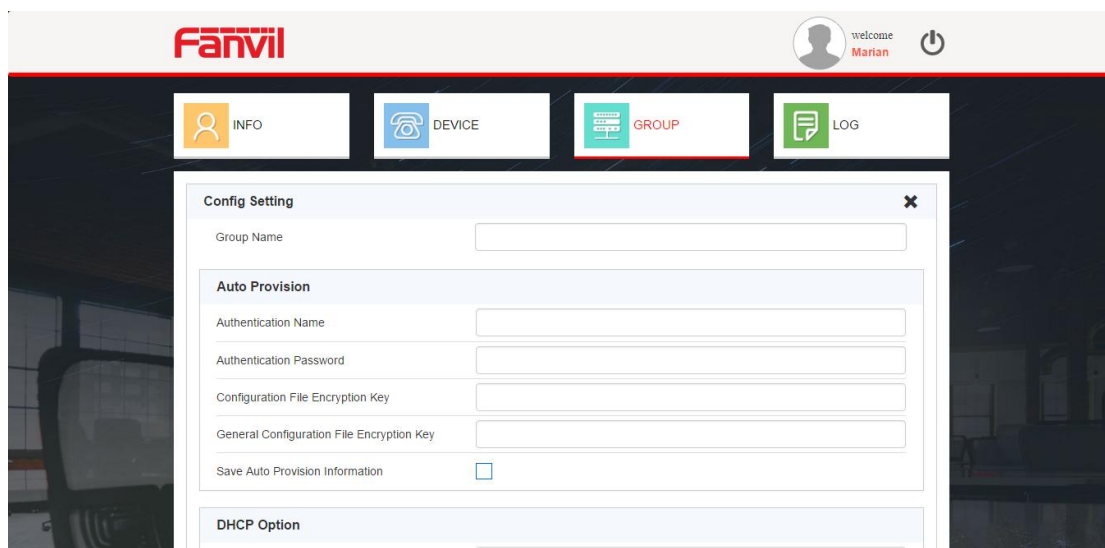 Fanvil
welcome
Marian
INFO
DEVICE
GROUP
LOG
Config Setting
Group Name
Auto Provision
Authentication Name
Authentication Password
Configuration File Encryption Key
General Configuration File Encryption Key
Save Auto Provision Information
DHCP Option